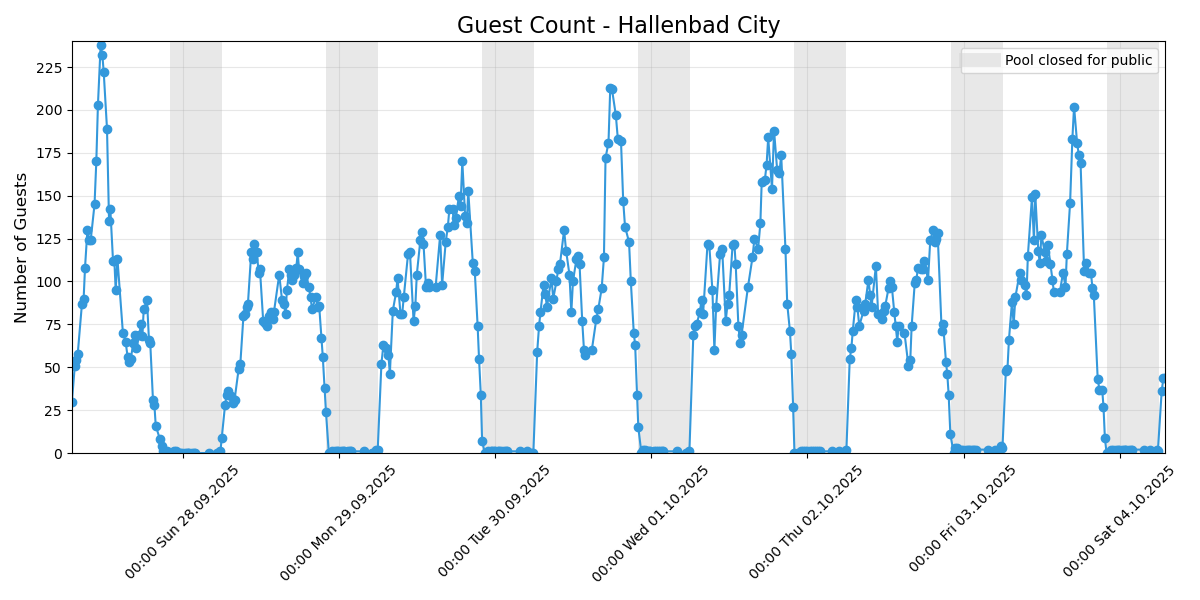 Guest Count - Hallenbad City
Pool closed for public
Number of Guests
225
200
175
150
125
100
75
50
25
0
00:00 Sun 28.09.2025
00:00 Mon 29.09.2025
00:00 Tue 30.09.2025
00:00 Wed 01.10.2025
00:00 Thu 02.10.2025
00:00 Fri 03.10.2025
00:00 Sat 04.10.2025